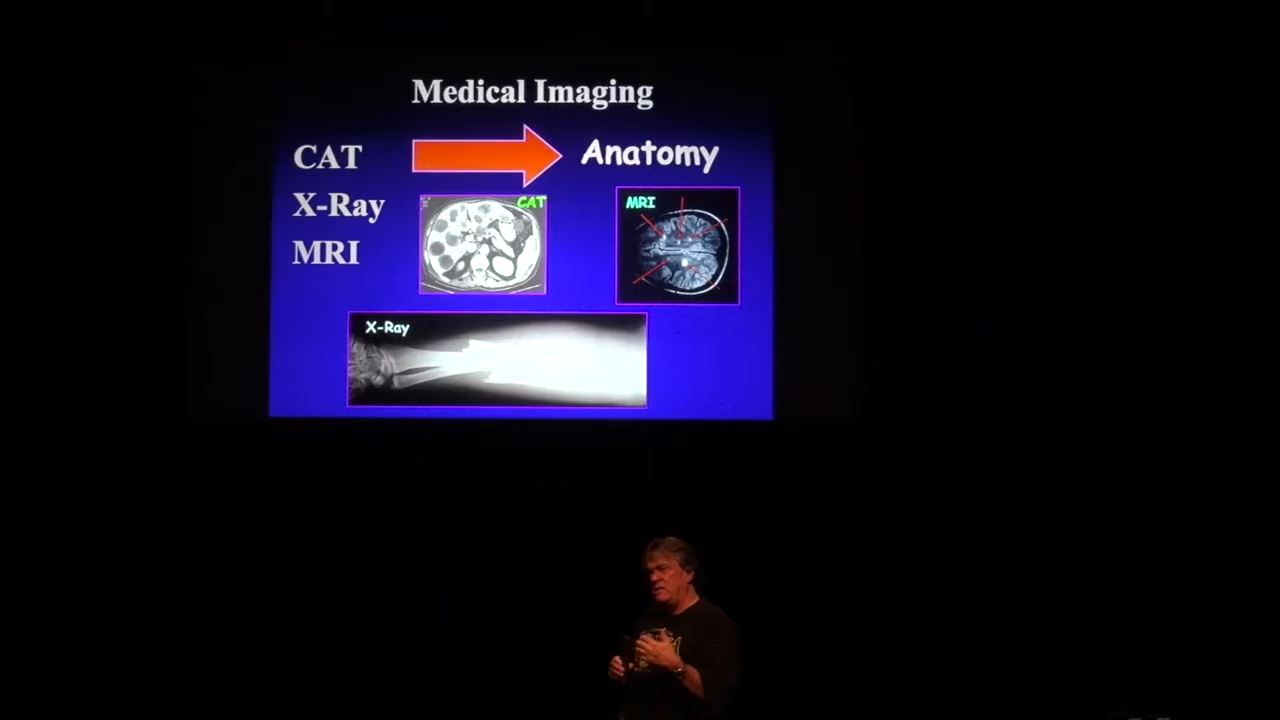 Medical Imaging
CAT
Anatomy
X-Ray
MRI
CAT
MRI
X-Ray